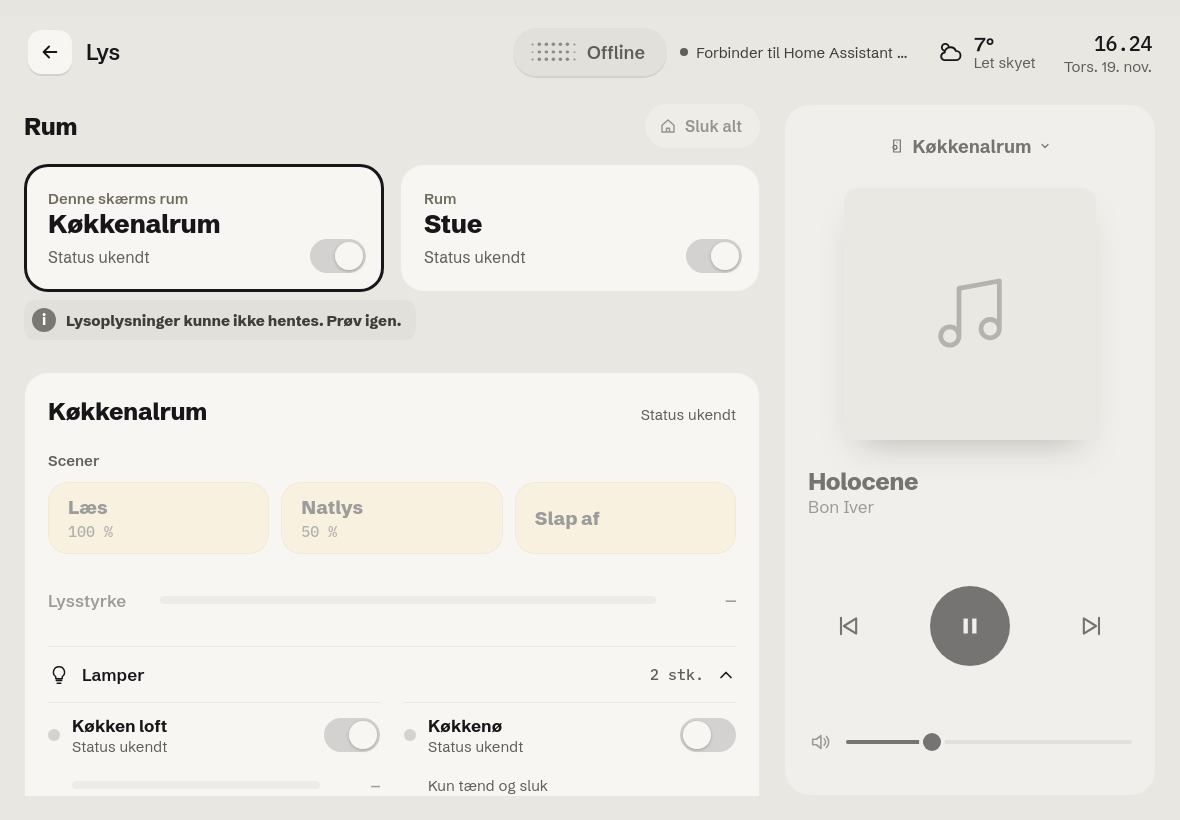 Lys
Offline
Forbinder til Home Assistant ...
7°
Let skyet
16.24
Tors. 19. nov.
Rum
Sluk alt
Denne skærms rum
Køkkenalrum
Status ukendt
Rum
Stue
Status ukendt
Lysoplysninger kunne ikke hentes. Prøv igen.
Køkkenalrum
Status ukendt
Scener
Læs
100 %
Natlys
50 %
Slap af
Lysstyrke
–
Lamper
2 stk.
Køkken loft
Status ukendt
–
Køkkenø
Status ukendt
Kun tænd og sluk
Køkkenalrum
Holocene
Bon Iver